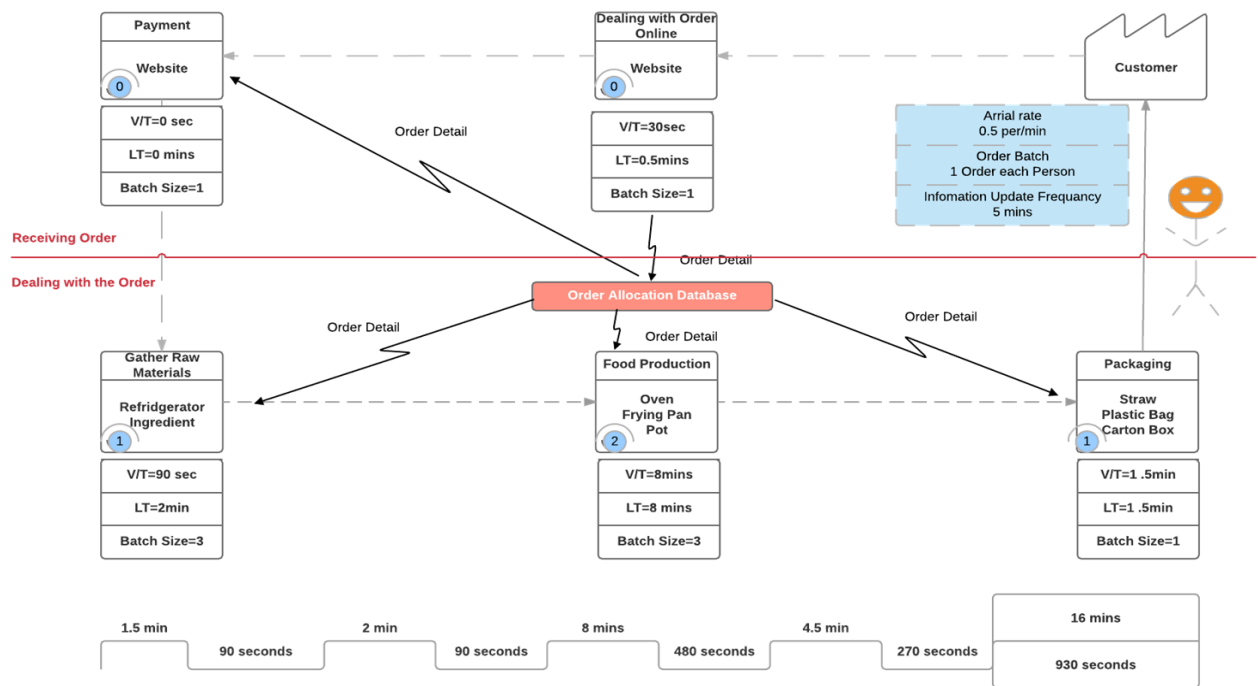 Payment
Website
0
V/T=0 sec
LT=0 mins
Batch Size=1
Dealing with Order
Online
Website
0
V/T=30sec
LT=0.5mins
Batch Size=1
Customer
Arrial rate
0.5 per/min
Order Batch
1 Order each Person
Infomation Update Frequancy
5 mins
Order Detail
Receiving Order
Order Detail
Dealing with the Order
Order Allocation Database
Order Detail
Order Detail
Order Detail
Gather Raw
Materials
Refridgerator
Ingredient
1
V/T=90 sec
LT=2min
Batch Size=3
Food Production
Oven
Frying Pan
Pot
2
V/T=8mins
LT=8 mins
Batch Size=3
Packaging
Straw
Plastic Bag
Carton Box
1
V/T=1 .5min
LT=1 .5min
Batch Size=1
1.5 min
90 seconds
2 min
90 seconds
8 mins
480 seconds
4.5 min
270 seconds
16 mins
930 seconds